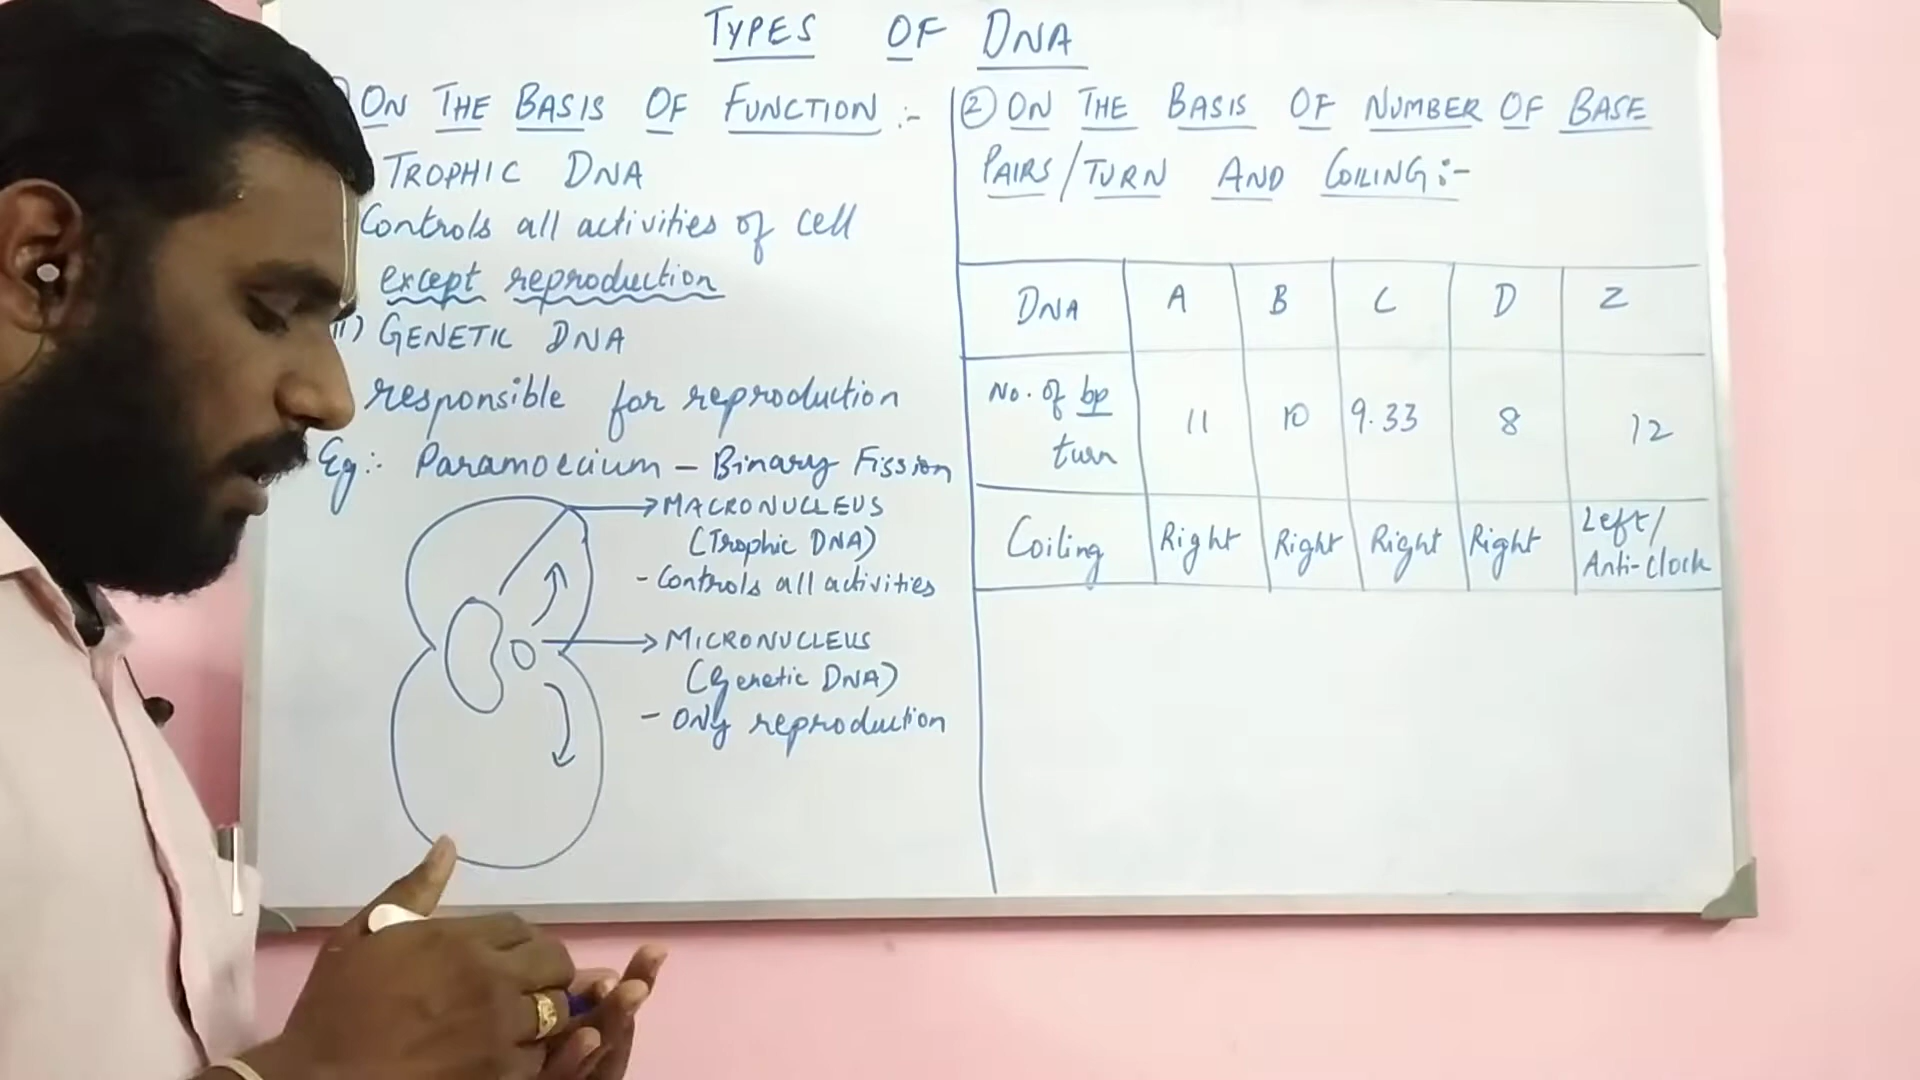 TYPES OF DNA
ON THE BASIS OF FUNCTION :-
TROPHIC DNA
Controls all activities of cell
except reproduction
ii) GENETIC DNA
responsible for reproduction
Eg:- Paramoecium - Binary Fission
→ MACRONUCLEUS
(Trophic DNA)
- Controls all activities
→ MICRONUCLEUS
(Genetic DNA)
- Only reproduction
② ON THE BASIS OF NUMBER OF BASE
PAIRS/TURN AND COILING :-
DNA A B C D Z
No. of bp
turn 11 10 9.33 8 12
Coiling Right Right Right Right Left/
Anti-clock